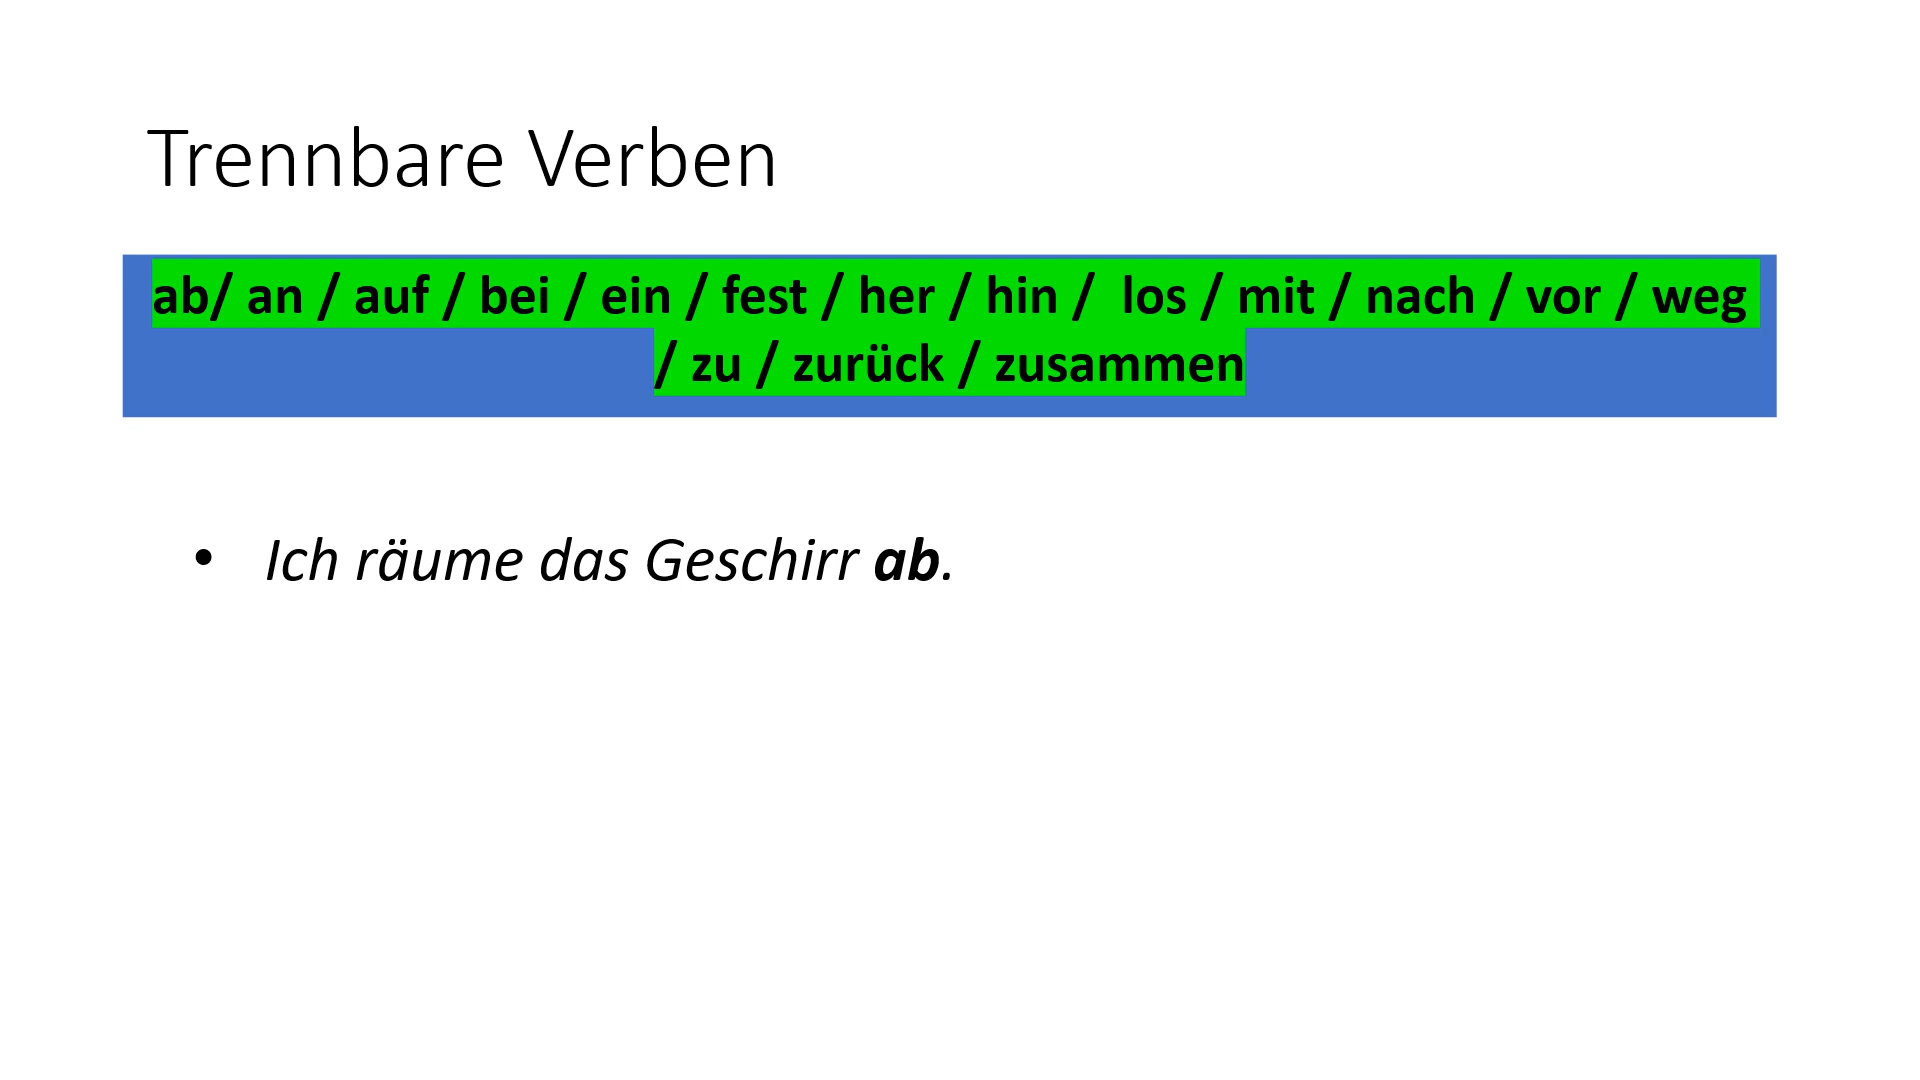 Trennbare Verben
ab/ an / auf / bei / ein / fest / her / hin /  los / mit / nach / vor / weg
/ zu / zurück / zusammen
• Ich räume das Geschirr ab.